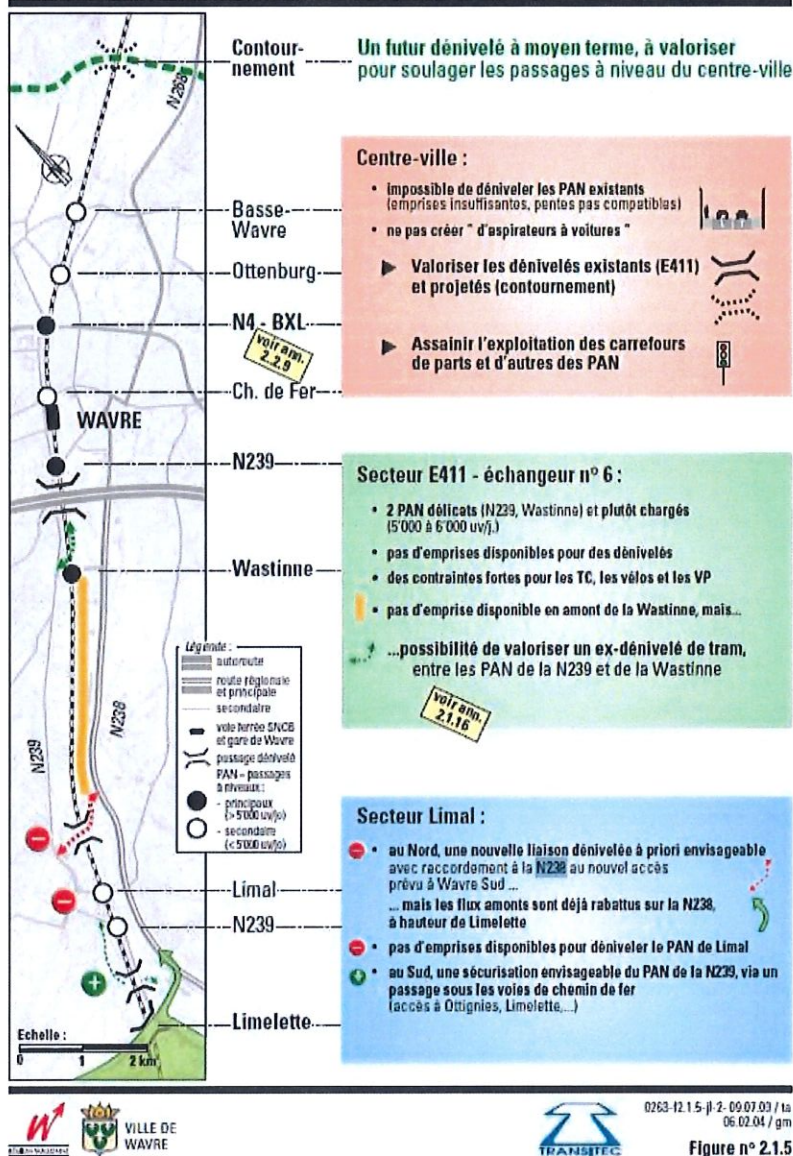 Contour-
nement
Un futur dénivelé à moyen terme, à valoriser
pour soulager les passages à niveau du centre-ville
N268
Centre-ville :
• impossible de déniveler les PAN existants
(emprises insuffisantes, pentes pas compatibles)
• ne pas créer " d'aspirateurs à voitures "
► Valoriser les dénivelés existants (E411)
et projetés (contournement)
► Assainir l'exploitation des carrefours
de parts et d'autres des PAN
Basse-
Wavre
Ottenburg
N4 - BXL
voir ann.
2.2.9
Ch. de Fer
WAVRE
N239
Wastinne
Secteur E411 - échangeur nº 6 :
• 2 PAN délicats (N239, Wastinne) et plutôt chargés
(5'000 à 6'000 uv/j.)
• pas d'emprises disponibles pour des dénivelés
• des contraintes fortes pour les TC, les vélos et les VP
• pas d'emprise disponible en amont de la Wastinne, mais...
...possibilité de valoriser un ex-dénivelé de tram,
entre les PAN de la N239 et de la Wastinne
voir ann.
2.1.16
Légende :
autoroute
route régionale
et principale
secondaire
voie ferrée SNCB
et gare de Wavre
passage dénivelé
PAN = passages
à niveaux :
- principaux
(> 5'000 uv/jo)
- secondaire
(< 5'000 uv/jo)
N239
N238
Limal
N239
Limelette
Secteur Limal :
• au Nord, une nouvelle liaison dénivelée à priori envisageable
avec raccordement à la N238 au nouvel accès
prévu à Wavre Sud ...
... mais les flux amonts sont déjà rabattus sur la N238,
à hauteur de Limelette
• pas d'emprises disponibles pour déniveler le PAN de Limal
• au Sud, une sécurisation envisageable du PAN de la N239, via un
passage sous les voies de chemin de fer
(accès à Ottignies, Limelette,...)
Echelle :
0 1 2 km
VILLE DE
WAVRE
TRANSITEC
0263-f2.1.5-jl-2- 09.07.03 / ta
06.02.04 / gm
Figure nº 2.1.5